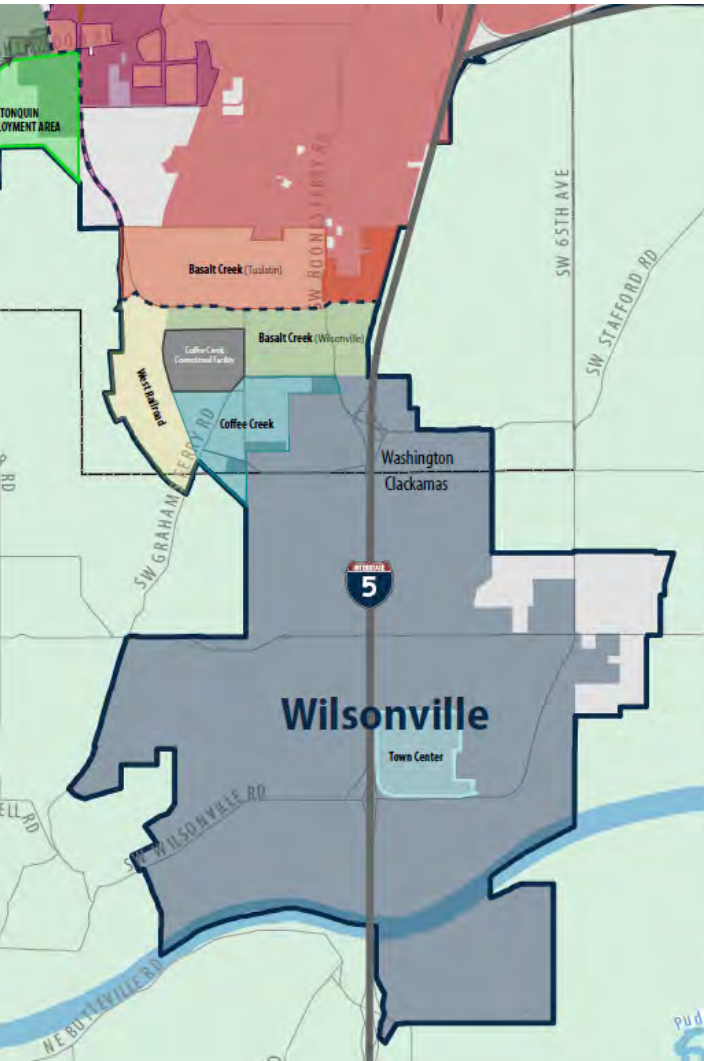 TONQUIN
LOYMENT AREA
SW BOONES FERRY RD
SW 65TH AVE
SW STAFFORD RD
Basalt Creek (Tualatin)
Basalt Creek (Wilsonville)
Coffee Creek
Correctional Facility
West Railroad
Coffee Creek
SW GRAHAMS FERRY RD
Washington
Clackamas
RD
INTERSTATE
5
Wilsonville
Town Center
SW WILSONVILLE RD
ELL RD
NE BUTTEVILLE RD
Pud